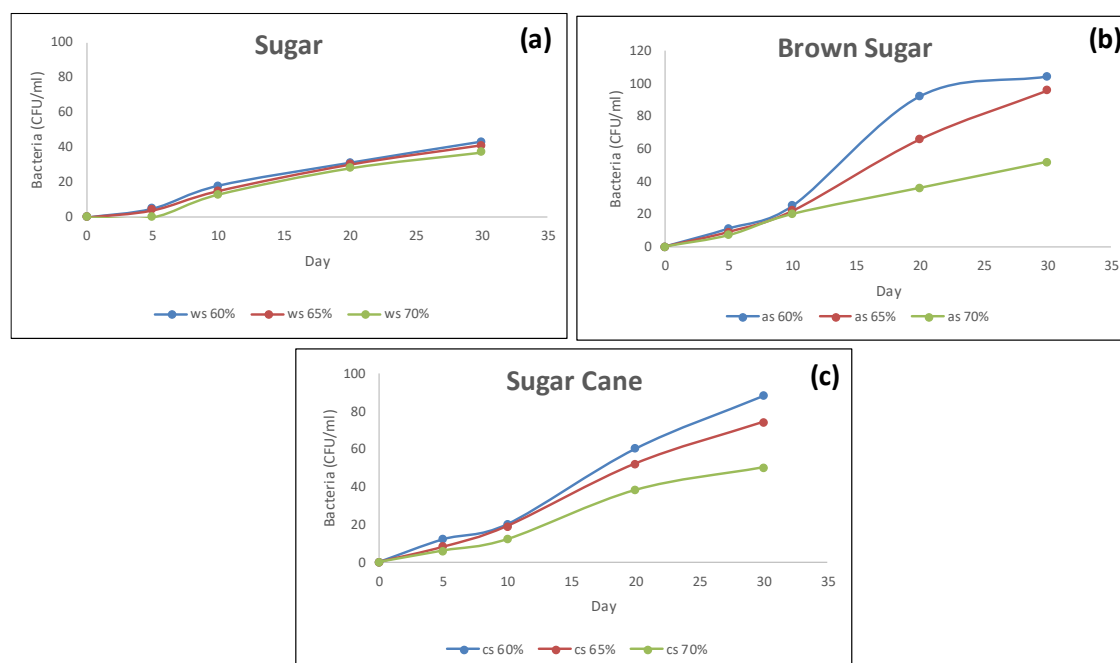 Sugar
(a)
Bacteria (CFU/ml)
100
80
60
40
20
0
0 5 10 15 20 25 30 35
Day
ws 60% ws 65% ws 70%
Brown Sugar
(b)
Bacteria (CFU/ml)
120
100
80
60
40
20
0
0 5 10 15 20 25 30 35
Day
as 60% as 65% as 70%
Sugar Cane
(c)
Bacteria (CFU/ml)
100
80
60
40
20
0
0 5 10 15 20 25 30 35
Day
cs 60% cs 65% cs 70%